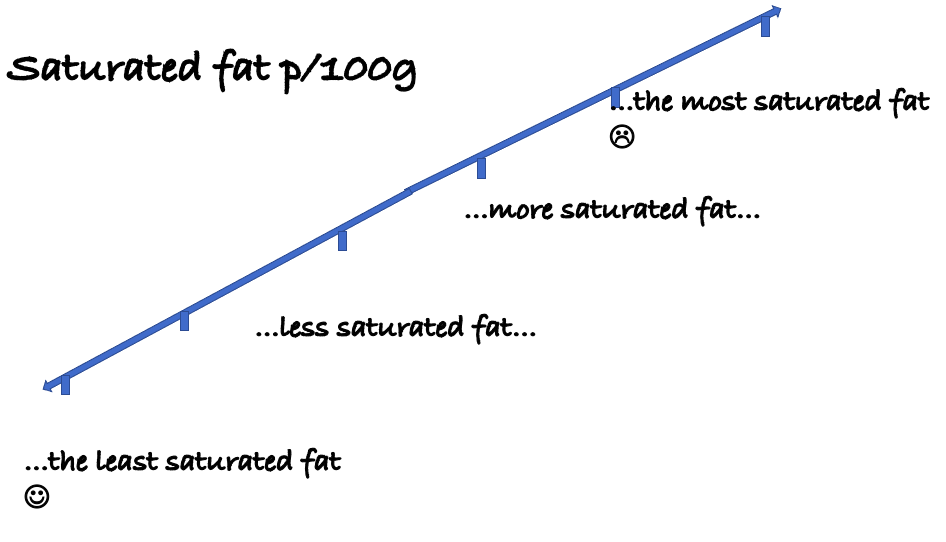 Saturated fat p/100g
...the most saturated fat
☹
...more saturated fat...
...less saturated fat...
...the least saturated fat
☺